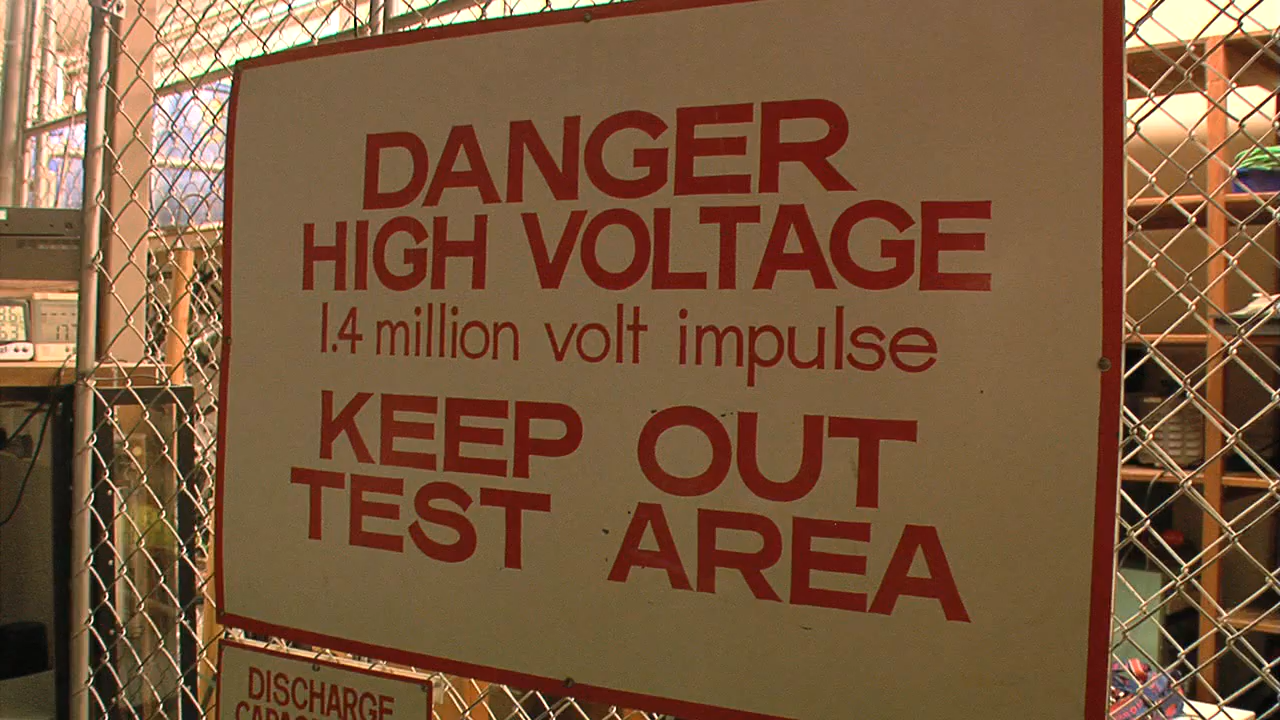 DANGER
HIGH VOLTAGE
1.4 million volt impulse
KEEP OUT
TEST AREA
DISCHARGE